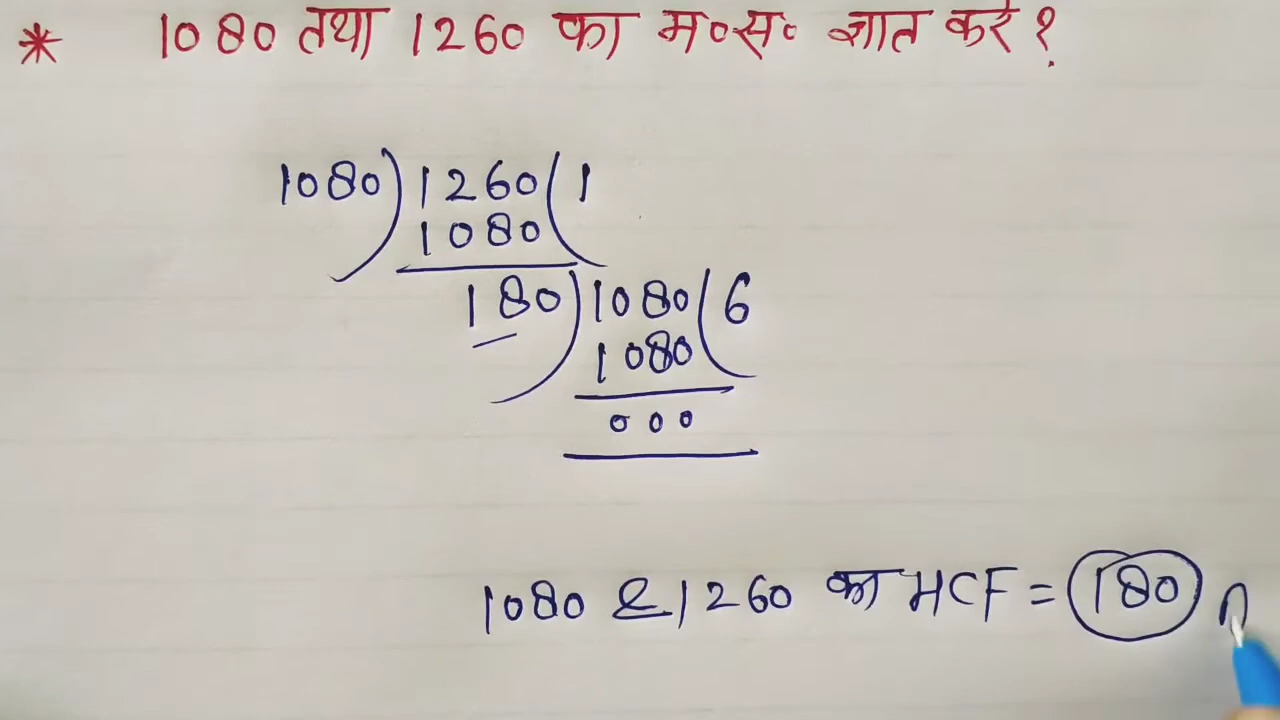 * 1080 तथा 1260 का म०स० ज्ञात करें ?
1080) 1260 (1
1080
180) 1080 (6
1080
000
1080 & 1260 का HCF = 180